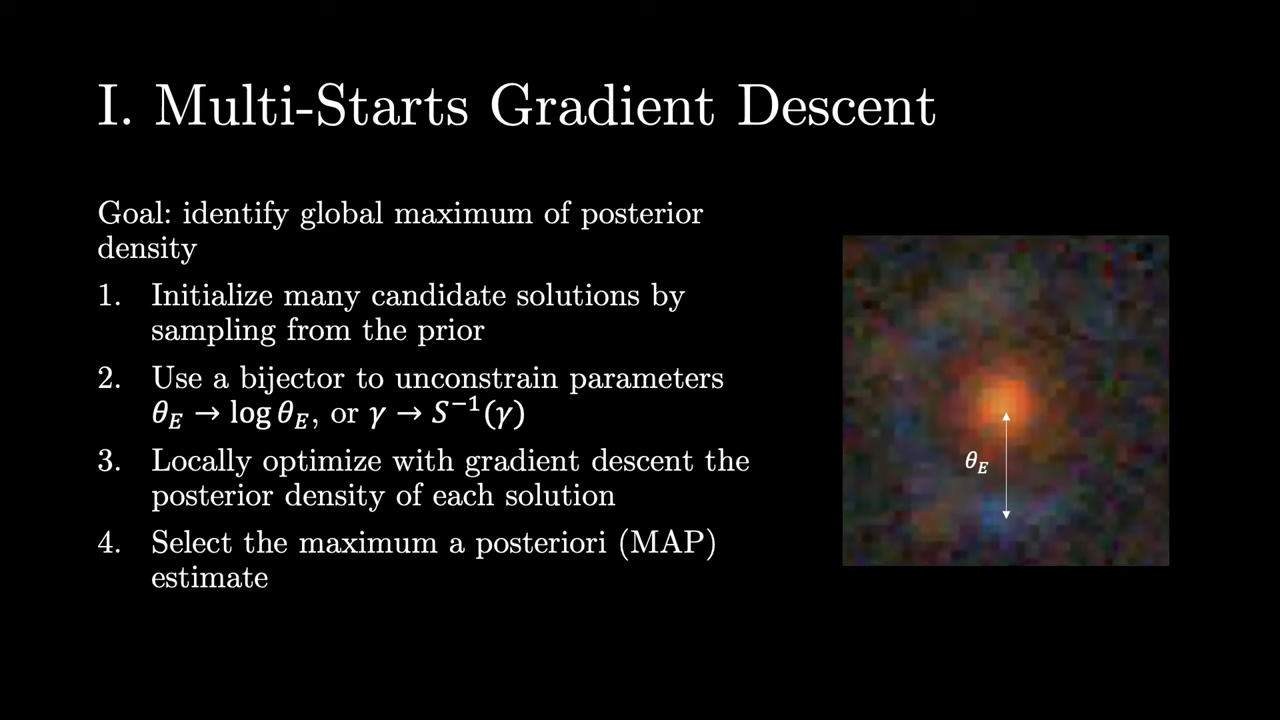 I. Multi-Starts Gradient Descent
Goal: identify global maximum of posterior
density
1. Initialize many candidate solutions by
sampling from the prior
2. Use a bijector to unconstrain parameters
θ_E → log θ_E, or γ → S⁻¹(γ)
3. Locally optimize with gradient descent the
posterior density of each solution
4. Select the maximum a posteriori (MAP)
estimate
θ_E